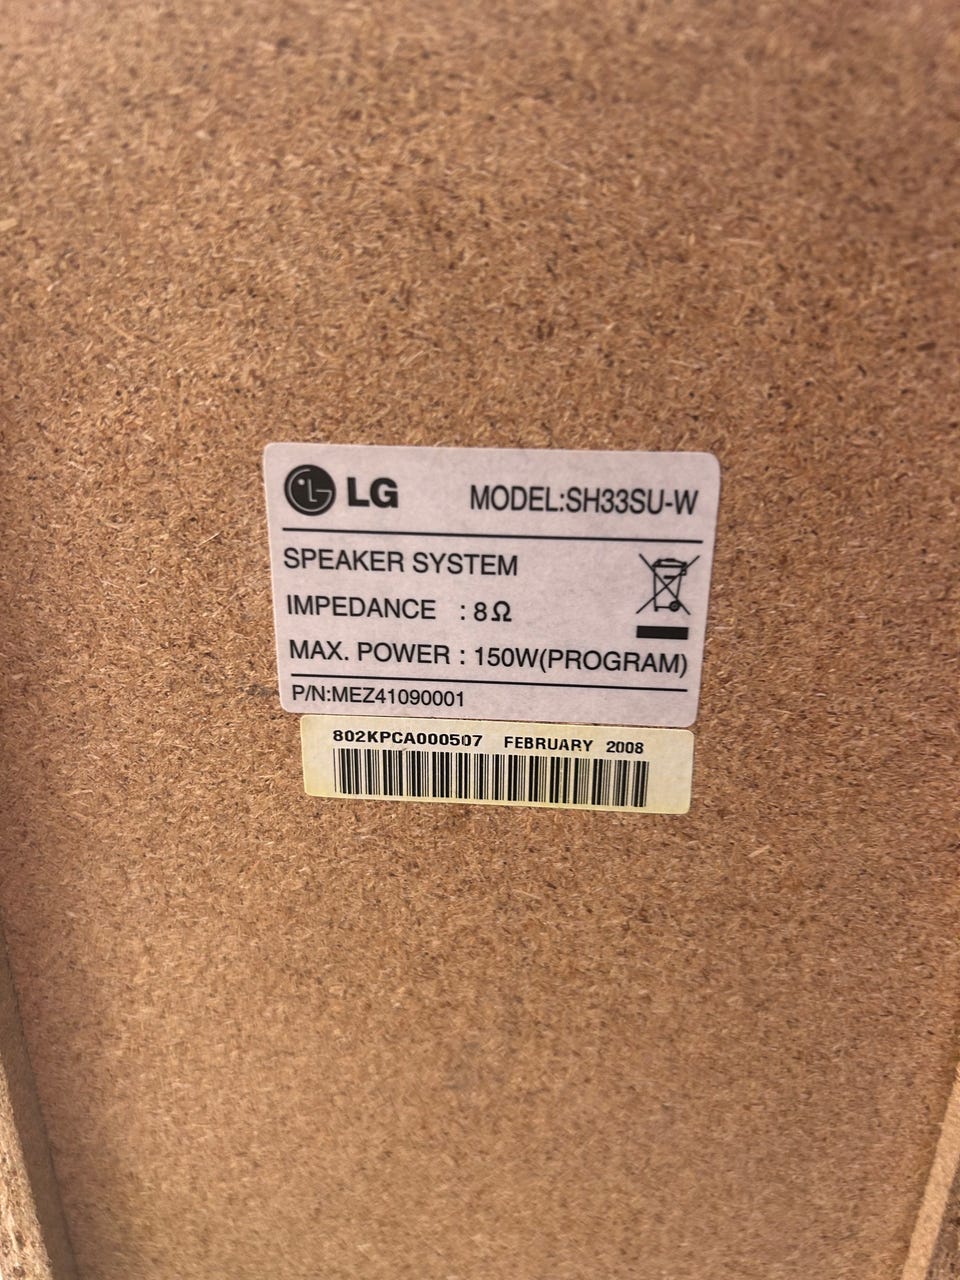 LG MODEL:SH33SU-W
SPEAKER SYSTEM
IMPEDANCE : 8Ω
MAX. POWER : 150W(PROGRAM)
P/N:MEZ41090001
802KPCA000507 FEBRUARY 2008